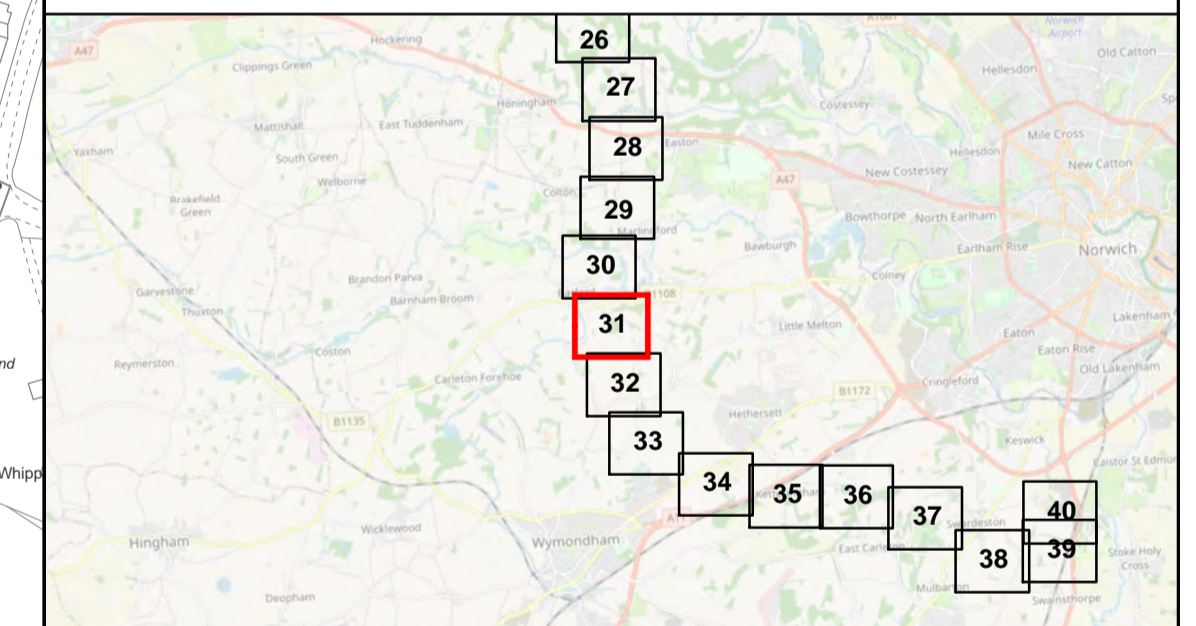 A1067
Norwich
Airport
26
Hockering
A47
Old Catton
Clippings Green
Hellesdon
27
Honingham
Costessey
Mattishall
East Tuddenham
Mile Cross
28
Easton
Yaxham
South Green
Hellesdon
New Catton
New Costessey
A47
Welborne
Colton
Brakefield
Green
29
Bowthorpe
North Earlham
Marlingford
Bawburgh
Earlham Rise
Norwich
30
Colney
Brandon Parva
Garvestone
Barnham Broom
Barford
B1108
Thuxton
31
Little Melton
Lakenham
Eaton
Coston
Eaton Rise
nd
Reymerston
Old Lakenham
Carleton Forehoe
32
Cringleford
B1172
Hethersett
B1135
33
Keswick
Whipp
34
35
36
40
37
Wicklewood
Swardeston
Hingham
Wymondham
East Carleton
39
Stoke Holy
Cross
38
Mulbarton
Deopham
Swainsthorpe